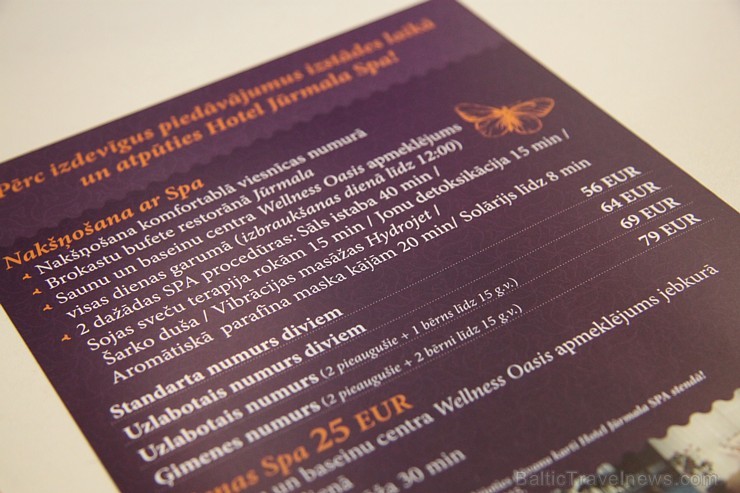 Pērc izdevīgus piedāvājumus izstādes laikā
un atpūties Hotel Jūrmala Spa!
Nakšņošana ar Spa
Nakšņošana komfortablā viesnīcas numurā
Brokastu bufete restorānā Jūrmala
Saunu un baseinu centra Wellness Oasis apmeklējums
visas dienas garumā (izbraukšanas dienā līdz 12:00)
2 dažādas SPA procedūras: Sāls istaba 40 min /
Sojas sveču terapija rokām 15 min / Jonu detoksikācija 15 min /
Šarko duša / Vibrācijas masāžas Hydrojet /
Aromātiskā parafīna maska kājām 20 min/ Solārijs līdz 8 min
Standarta numurs diviem 56 EUR
Uzlabotais numurs diviem 64 EUR
Uzlabotais numurs (2 pieaugušie + 1 bērns līdz 15 g.v.) 69 EUR
Ģimenes numurs (2 pieaugušie + 2 bērni līdz 15 g.v.) 79 EUR
Spa 25 EUR
un baseinu centra Wellness Oasis apmeklējums jebkurā
30 min
karti Hotel Jūrmala SPA stendā!
BalticTravelnews.com